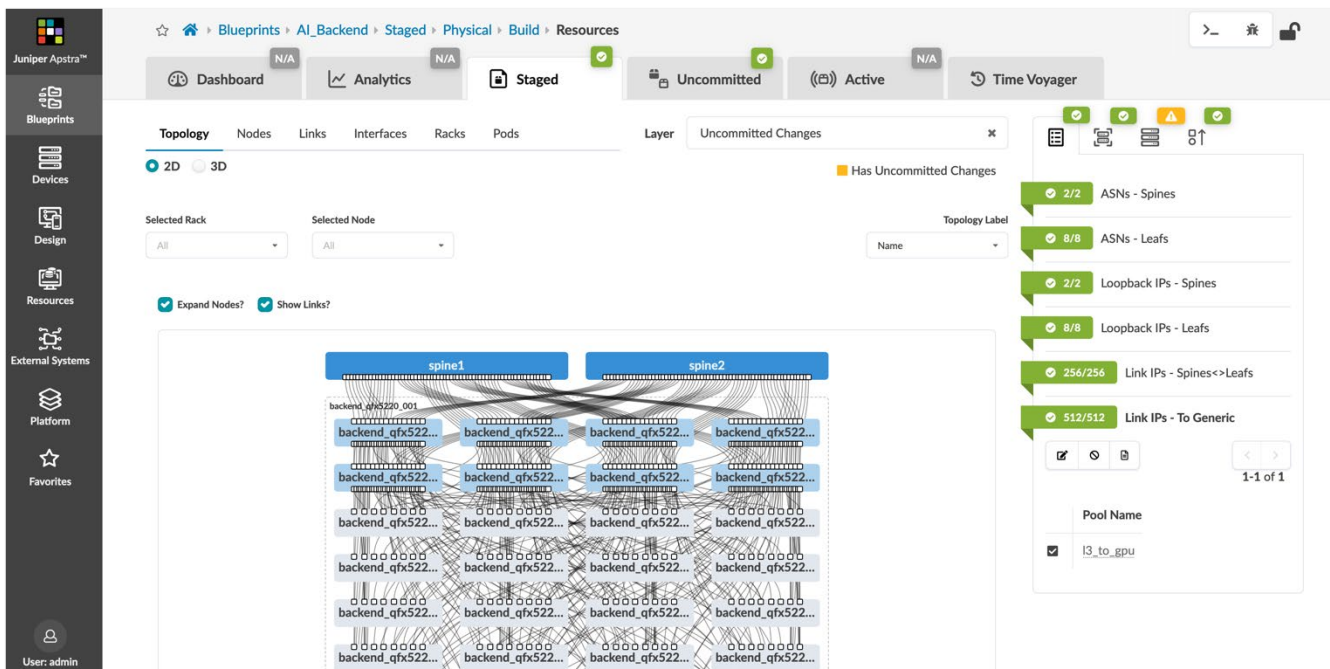 Juniper Apstra™
Blueprints
Devices
Design
Resources
External Systems
Platform
Favorites
User: admin
Blueprints › AI_Backend › Staged › Physical › Build › Resources
>_
Dashboard N/A
Analytics N/A
Staged
Uncommitted
Active N/A
Time Voyager
Topology Nodes Links Interfaces Racks Pods
Layer Uncommitted Changes
2D 3D
Has Uncommitted Changes
Selected Rack Selected Node Topology Label
All All Name
Expand Nodes? Show Links?
spine1 spine2
backend_qfx5220_001
backend_qfx522... backend_qfx522... backend_qfx522... backend_qfx522...
backend_qfx522... backend_qfx522... backend_qfx522... backend_qfx522...
backend_qfx522... backend_qfx522... backend_qfx522... backend_qfx522...
backend_qfx522... backend_qfx522... backend_qfx522... backend_qfx522...
backend_qfx522... backend_qfx522... backend_qfx522... backend_qfx522...
backend_qfx522... backend_qfx522... backend_qfx522... backend_qfx522...
2/2 ASNs - Spines
8/8 ASNs - Leafs
2/2 Loopback IPs - Spines
8/8 Loopback IPs - Leafs
256/256 Link IPs - Spines<>Leafs
512/512 Link IPs - To Generic
1-1 of 1
Pool Name
l3_to_gpu